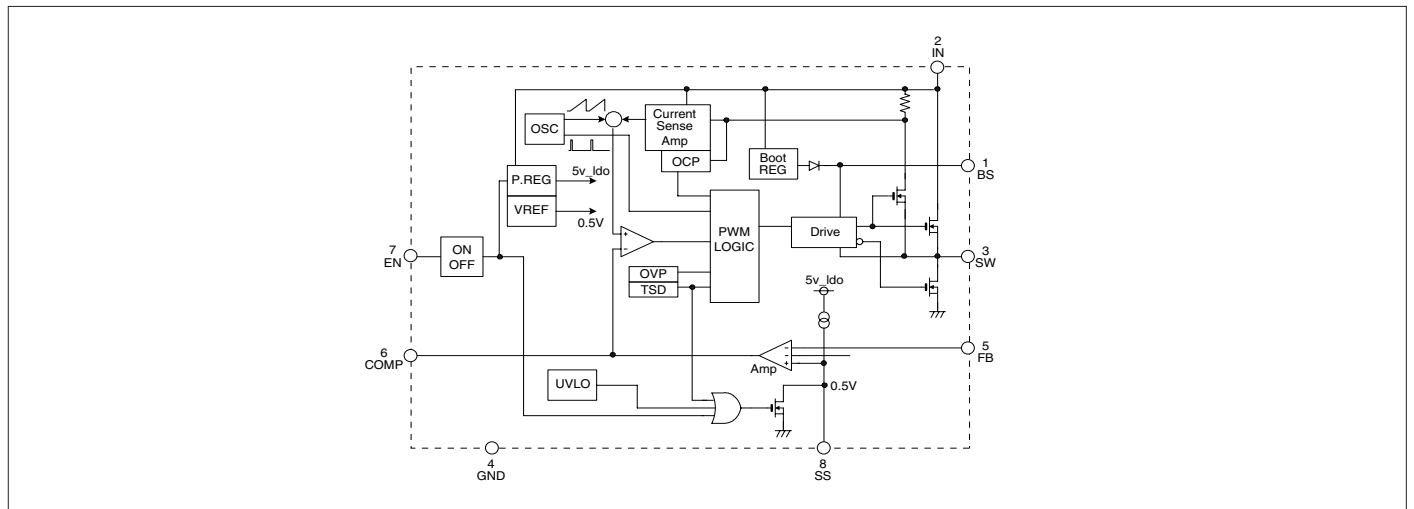 2
IN
OSC
Current
Sense
Amp
OCP
Boot
REG
1
BS
P.REG
5v_ldo
VREF
0.5V
PWM
LOGIC
Drive
7
EN
ON
OFF
3
SW
+
−
OVP
TSD
5v_ldo
6
COMP
−
−
+
Amp
5
FB
UVLO
0.5V
4
GND
8
SS